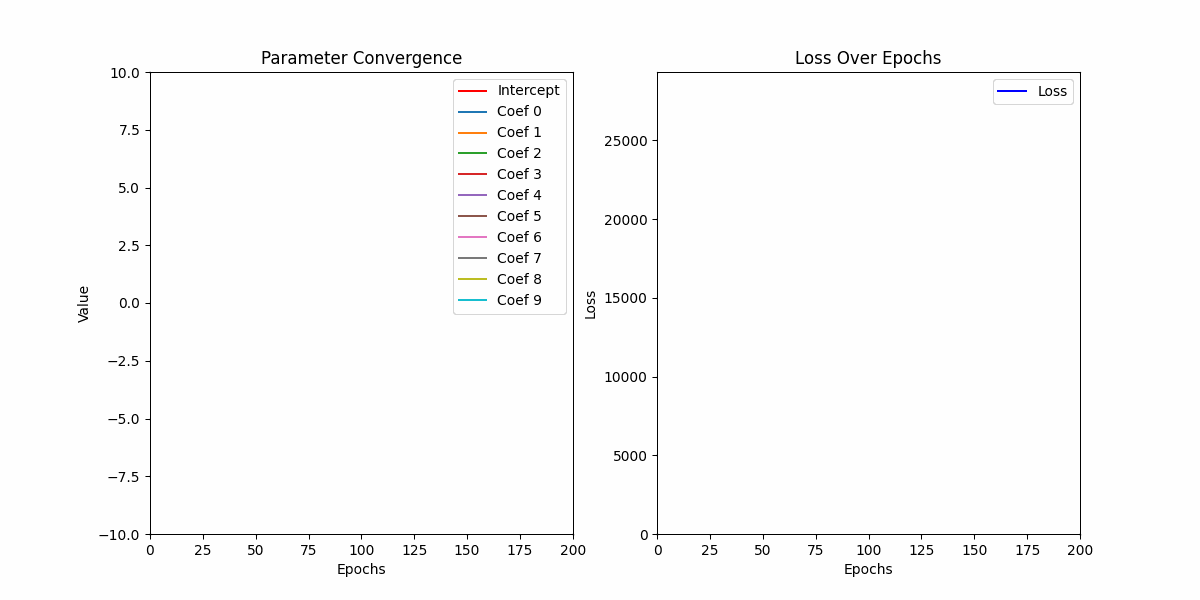 Parameter Convergence
10.0
7.5
5.0
2.5
0.0
−2.5
−5.0
−7.5
−10.0
Value
0 25 50 75 100 125 150 175 200
Epochs
Intercept
Coef 0
Coef 1
Coef 2
Coef 3
Coef 4
Coef 5
Coef 6
Coef 7
Coef 8
Coef 9
Loss Over Epochs
25000
20000
15000
10000
5000
0
Loss
0 25 50 75 100 125 150 175 200
Epochs
Loss